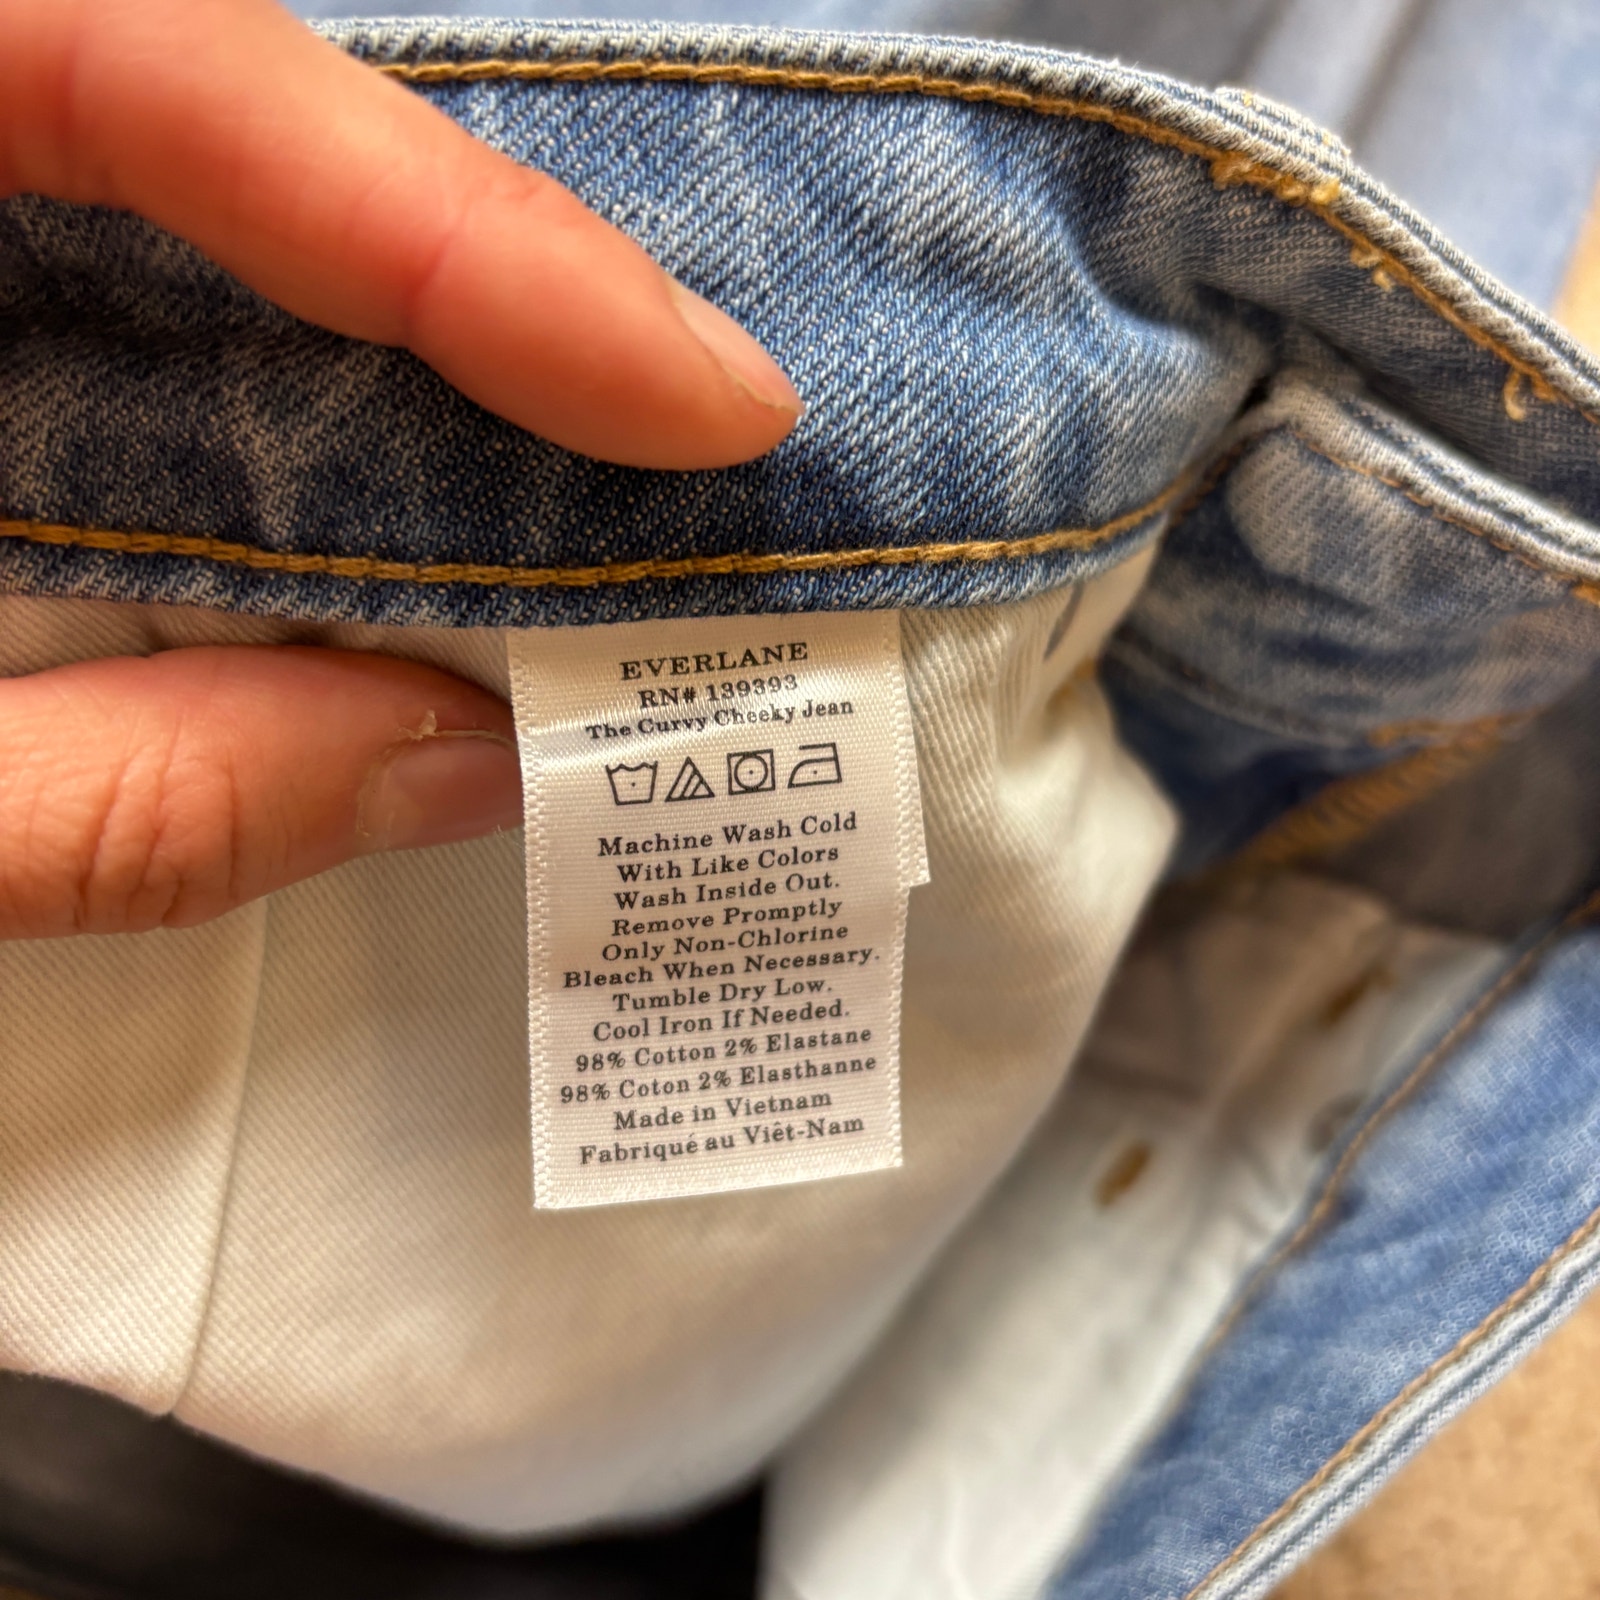 EVERLANE
RN# 139393
The Curvy Cheeky Jean
Machine Wash Cold
With Like Colors
Wash Inside Out.
Remove Promptly
Only Non-Chlorine
Bleach When Necessary.
Tumble Dry Low.
Cool Iron If Needed.
98% Cotton 2% Elastane
98% Coton 2% Elasthanne
Made in Vietnam
Fabriqué au Viêt-Nam